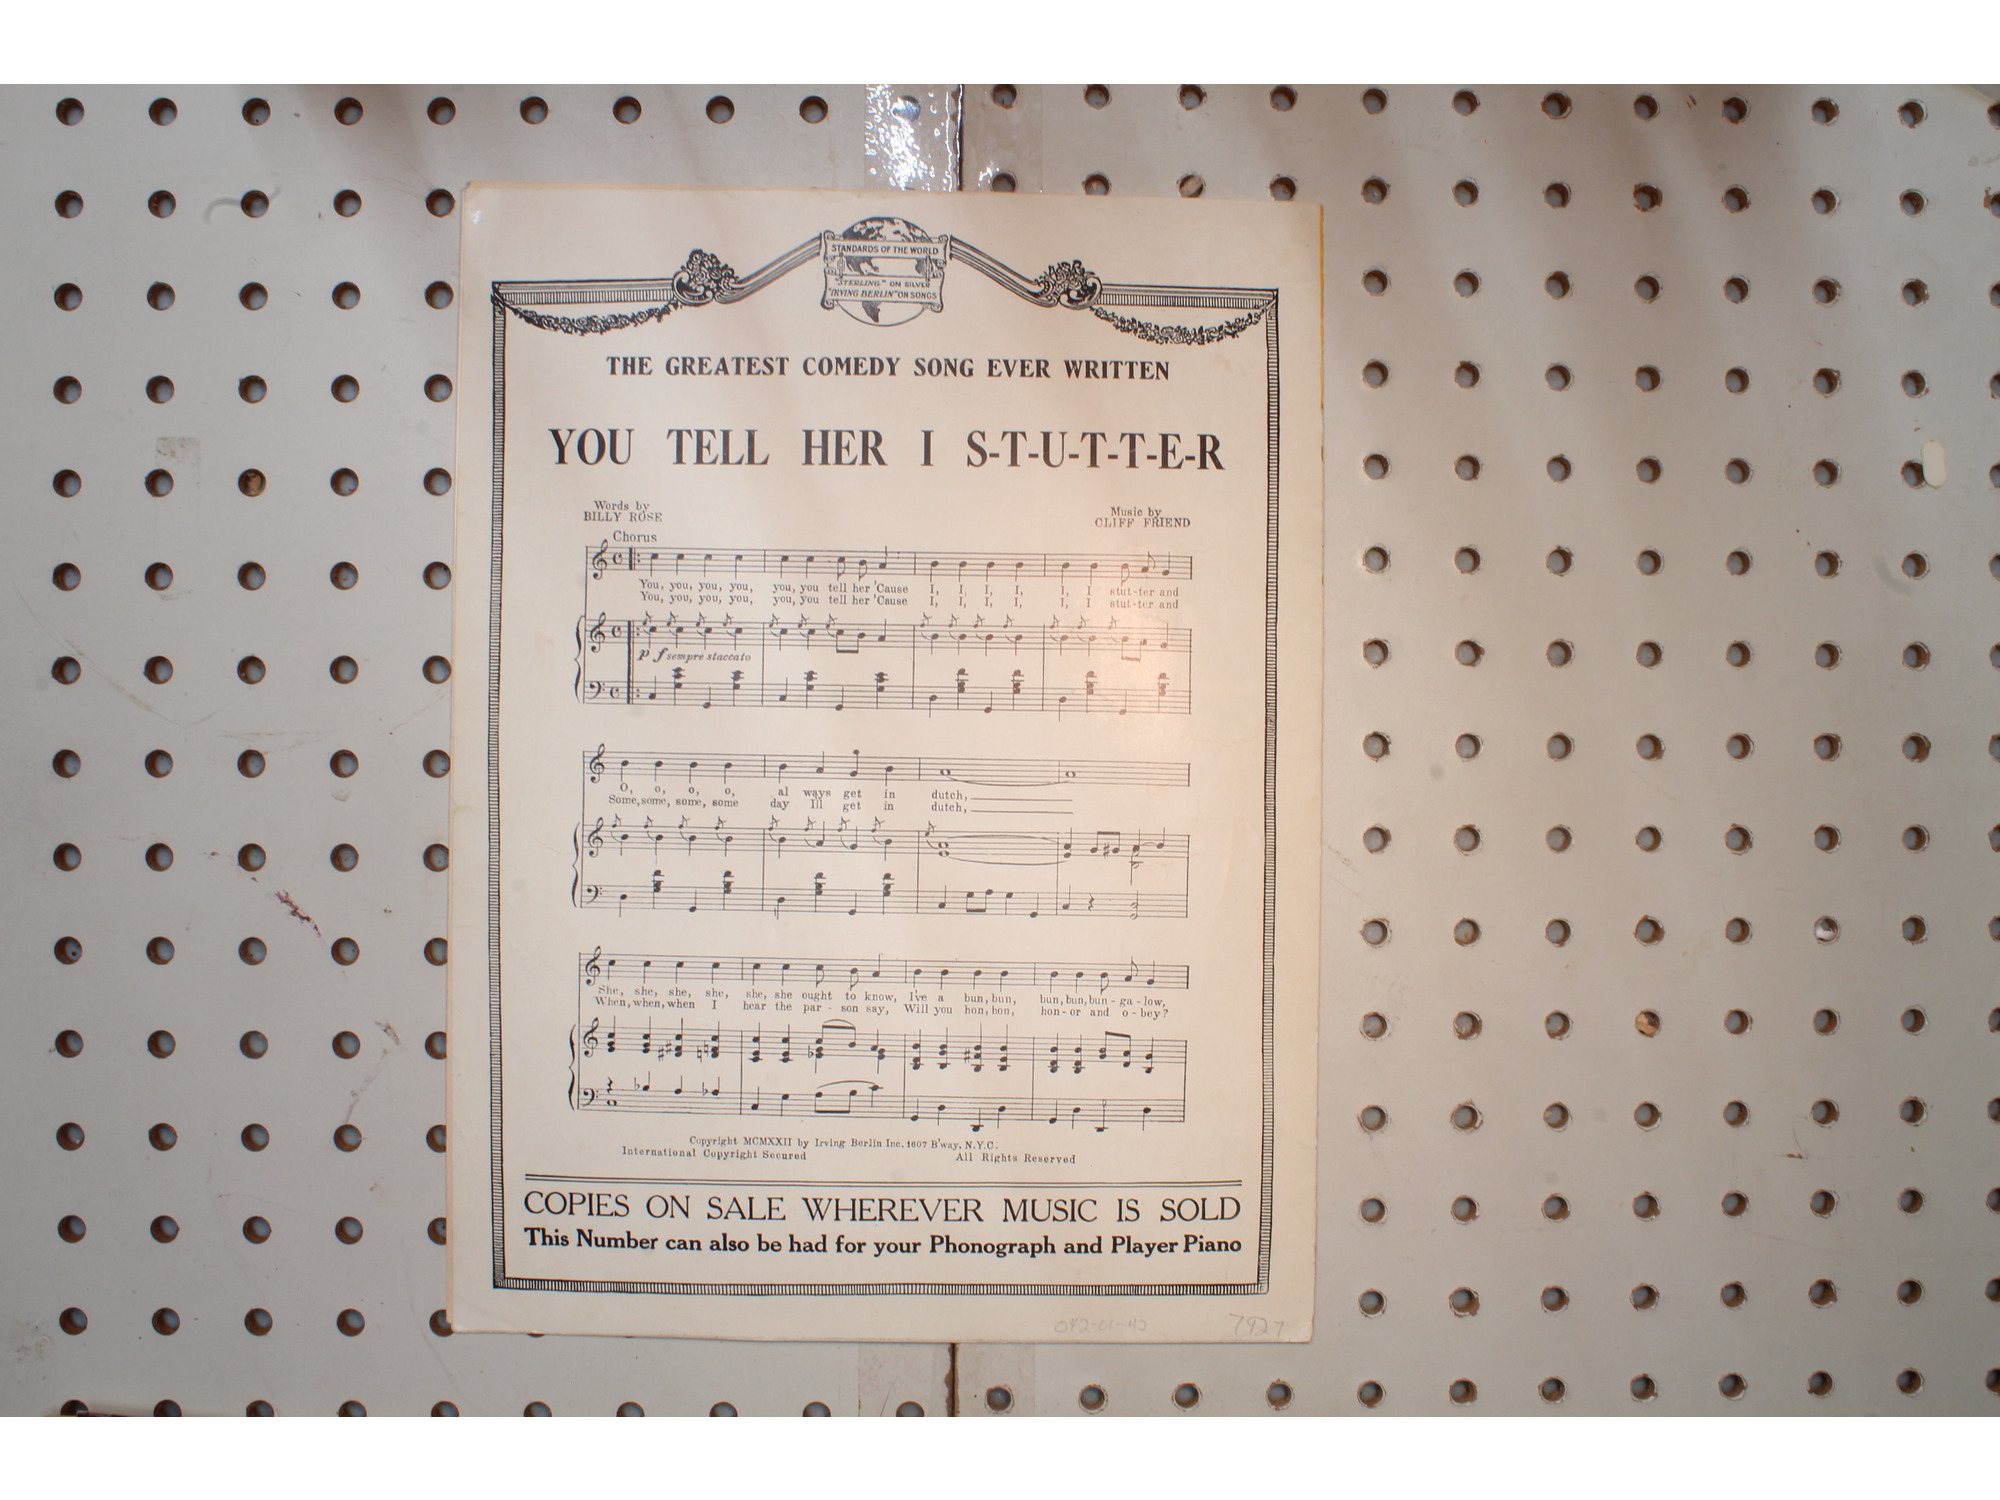 STANDARDS OF THE WORLD
"STERLING" ON SILVER
"IRVING BERLIN" ON SONGS
THE GREATEST COMEDY SONG EVER WRITTEN
YOU TELL HER I S-T-U-T-T-E-R
Words by
BILLY ROSE
Music by
CLIFF FRIEND
Chorus
You, you, you, you, you, you tell her 'Cause I, I, I, I, I, I stut-ter and
You, you, you, you, you, you tell her 'Cause I, I, I, I, I, I stut-ter and
p f sempre staccato
O, o, o, o, al ways get in dutch,
Some, some, some, some day Ill get in dutch,
She, she, she, she, she, she ought to know, I've a bun, bun, bun, bun, bun - ga - low,
When, when, when I hear the par - son say, Will you hon, hon, hon - or and o - bey?
Copyright MCMXXII by Irving Berlin Inc. 1607 B'way, N.Y.C.
International Copyright Secured All Rights Reserved
COPIES ON SALE WHEREVER MUSIC IS SOLD
This Number can also be had for your Phonograph and Player Piano
042-01-42 7927